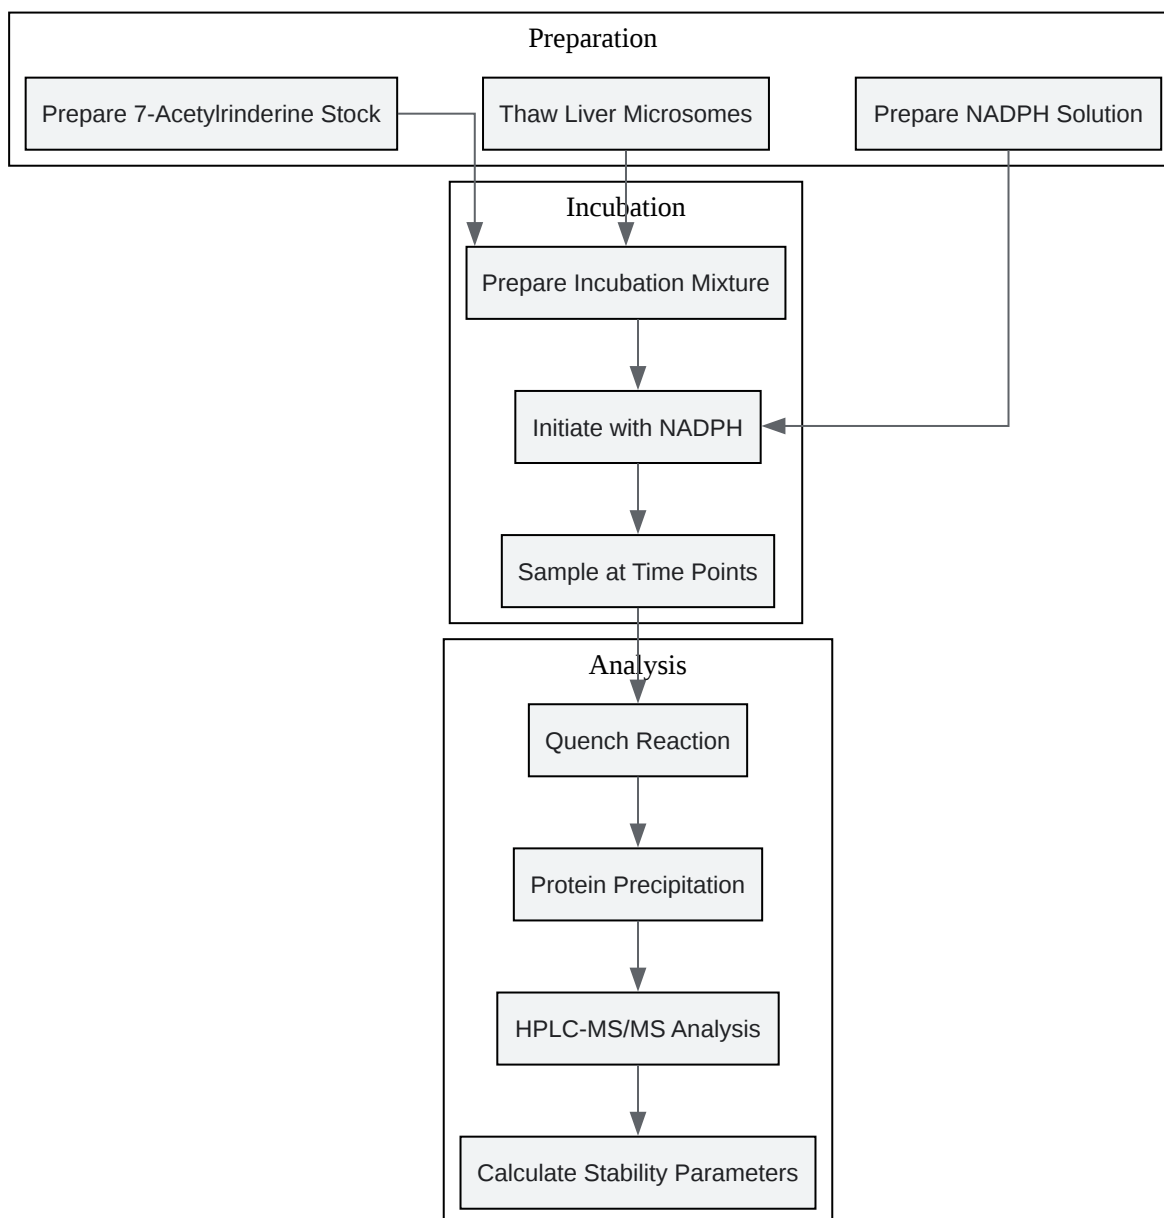 Preparation
Prepare 7-Acetylrinderine Stock
Thaw Liver Microsomes
Prepare NADPH Solution
Incubation
Prepare Incubation Mixture
Initiate with NADPH
Sample at Time Points
Analysis
Quench Reaction
Protein Precipitation
HPLC-MS/MS Analysis
Calculate Stability Parameters